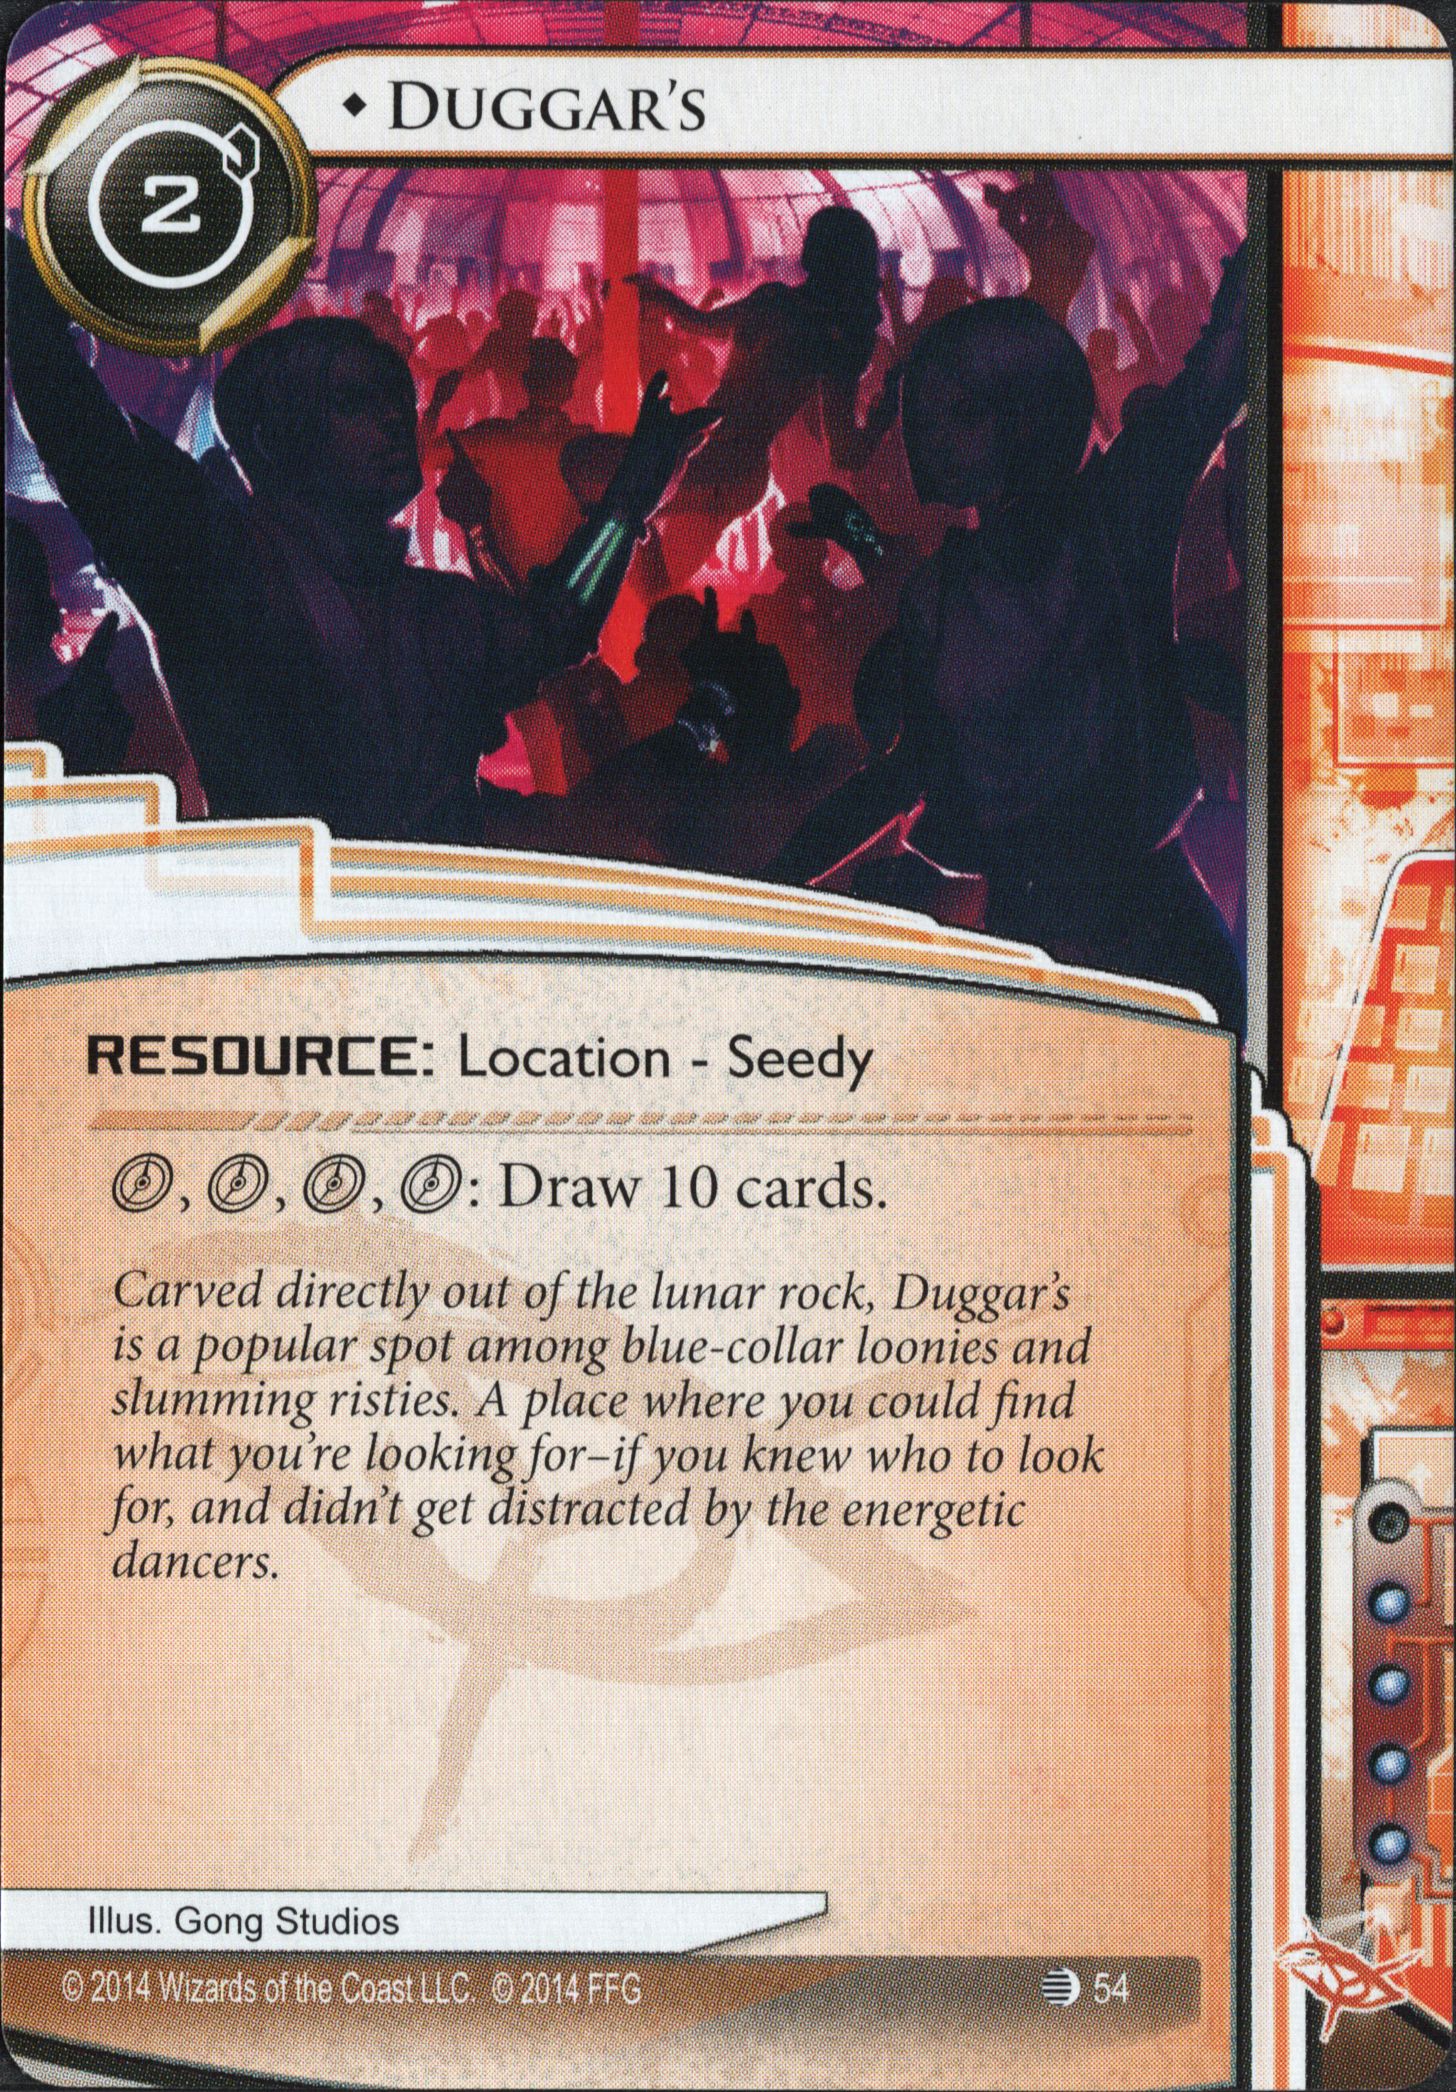 2
◆ DUGGAR'S
RESOURCE: Location - Seedy
, , , : Draw 10 cards.
Carved directly out of the lunar rock, Duggar's
is a popular spot among blue-collar loonies and
slumming risties. A place where you could find
what you're looking for–if you knew who to look
for, and didn't get distracted by the energetic
dancers.
Illus. Gong Studios
© 2014 Wizards of the Coast LLC. © 2014 FFG
54